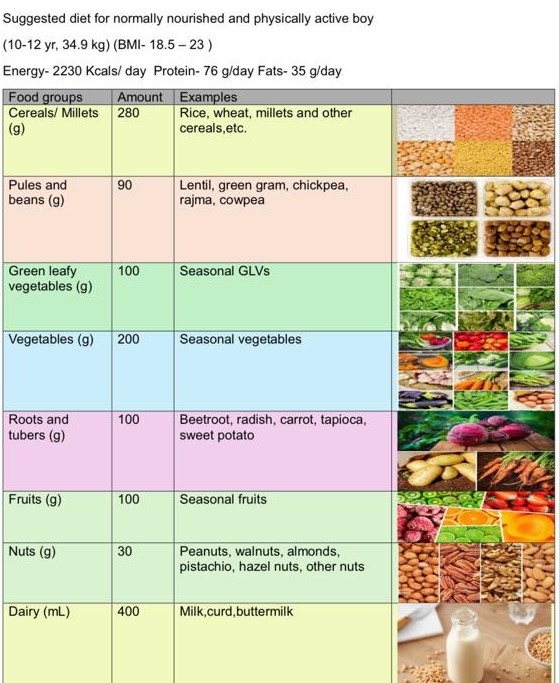 Suggested diet for normally nourished and physically active boy
(10-12 yr, 34.9 kg) (BMI- 18.5 – 23 )
Energy- 2230 Kcals/ day Protein- 76 g/day Fats- 35 g/day
Food groups Amount Examples
Cereals/ Millets 280 Rice, wheat, millets and other
(g) cereals,etc.
Pules and 90 Lentil, green gram, chickpea,
beans (g) rajma, cowpea
Green leafy 100 Seasonal GLVs
vegetables (g)
Vegetables (g) 200 Seasonal vegetables
Roots and 100 Beetroot, radish, carrot, tapioca,
tubers (g) sweet potato
Fruits (g) 100 Seasonal fruits
Nuts (g) 30 Peanuts, walnuts, almonds,
pistachio, hazel nuts, other nuts
Dairy (mL) 400 Milk,curd,buttermilk